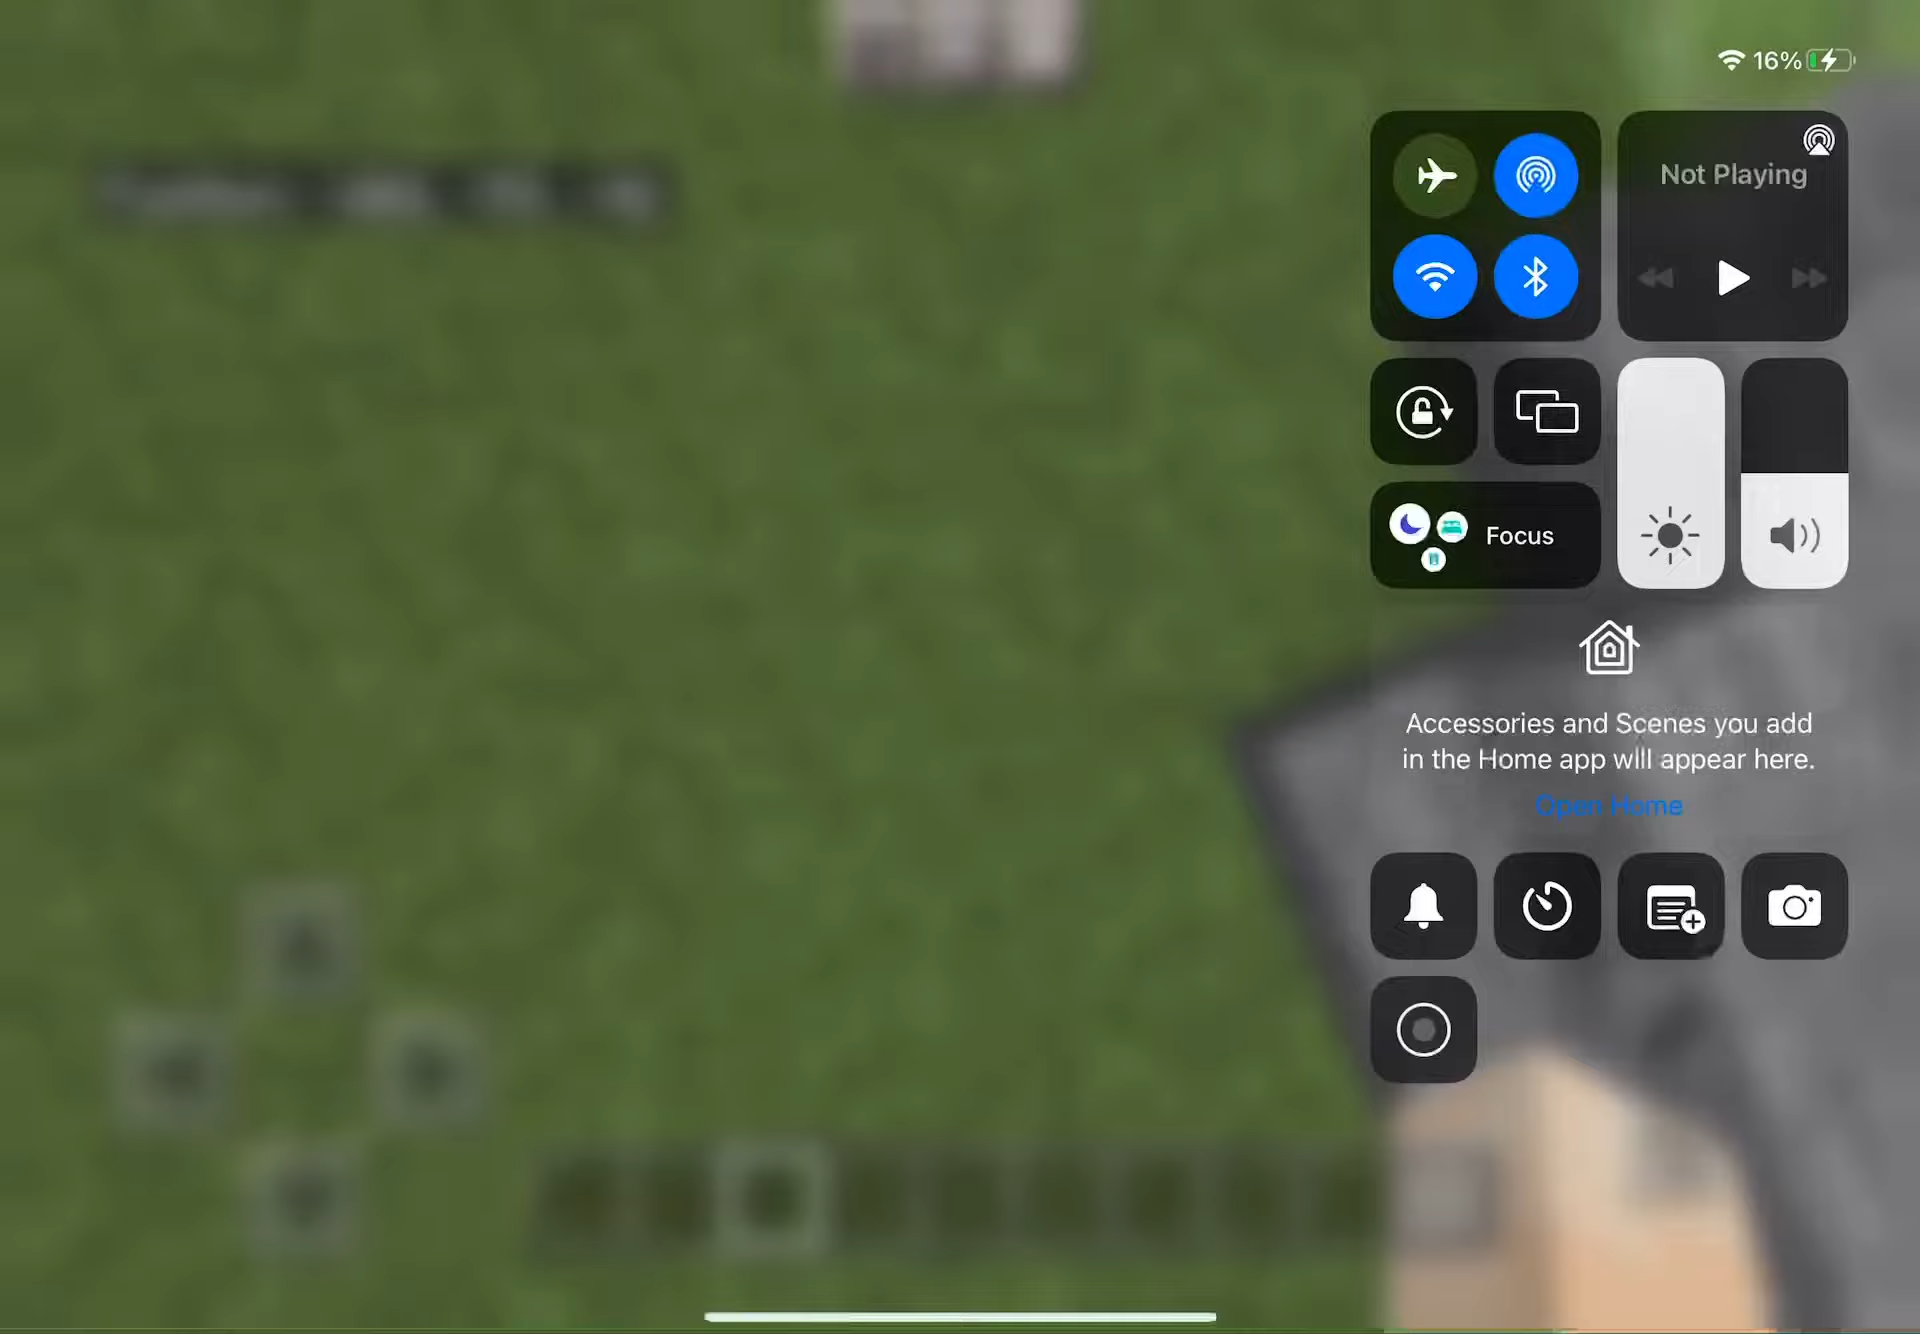 16%
Not Playing
Focus
Accessories and Scenes you add
in the Home app will appear here.
Open Home